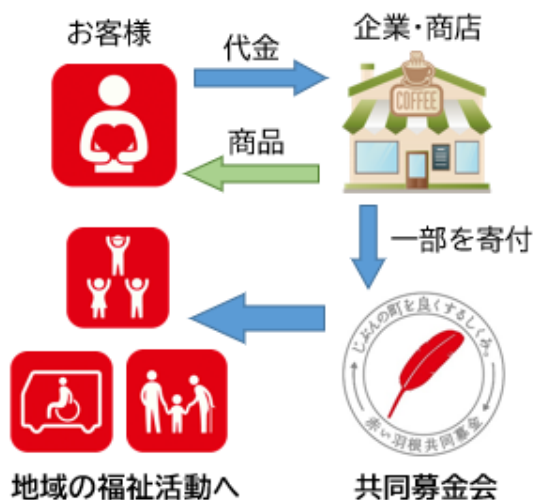 お客様
代金
企業・商店
COFFEE
商品
一部を寄付
じぶんの町を良くするしくみ。
赤い羽根共同募金
地域の福祉活動へ
共同募金会